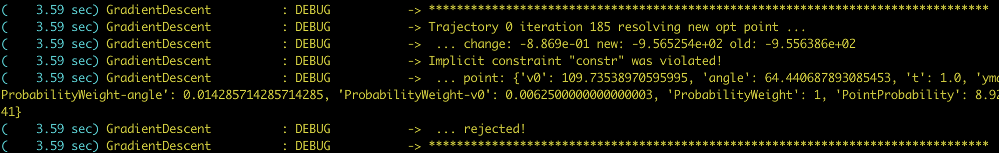 (    3.59 sec) GradientDescent          : DEBUG           -> ********************************************************************************
(    3.59 sec) GradientDescent          : DEBUG           -> Trajectory 0 iteration 185 resolving new opt point ...
(    3.59 sec) GradientDescent          : DEBUG           ->  ... change: -8.869e-01 new: -9.565254e+02 old: -9.556386e+02
(    3.59 sec) GradientDescent          : DEBUG           -> Implicit constraint "constr" was violated!
(    3.59 sec) GradientDescent          : DEBUG           ->  ... point: {'v0': 109.73538970595995, 'angle': 64.440687893085453, 't': 1.0, 'yma
ProbabilityWeight-angle': 0.014285714285714285, 'ProbabilityWeight-v0': 0.0062500000000000003, 'ProbabilityWeight': 1, 'PointProbability': 8.92
41}
(    3.59 sec) GradientDescent          : DEBUG           ->  ... rejected!
(    3.59 sec) GradientDescent          : DEBUG           -> ********************************************************************************